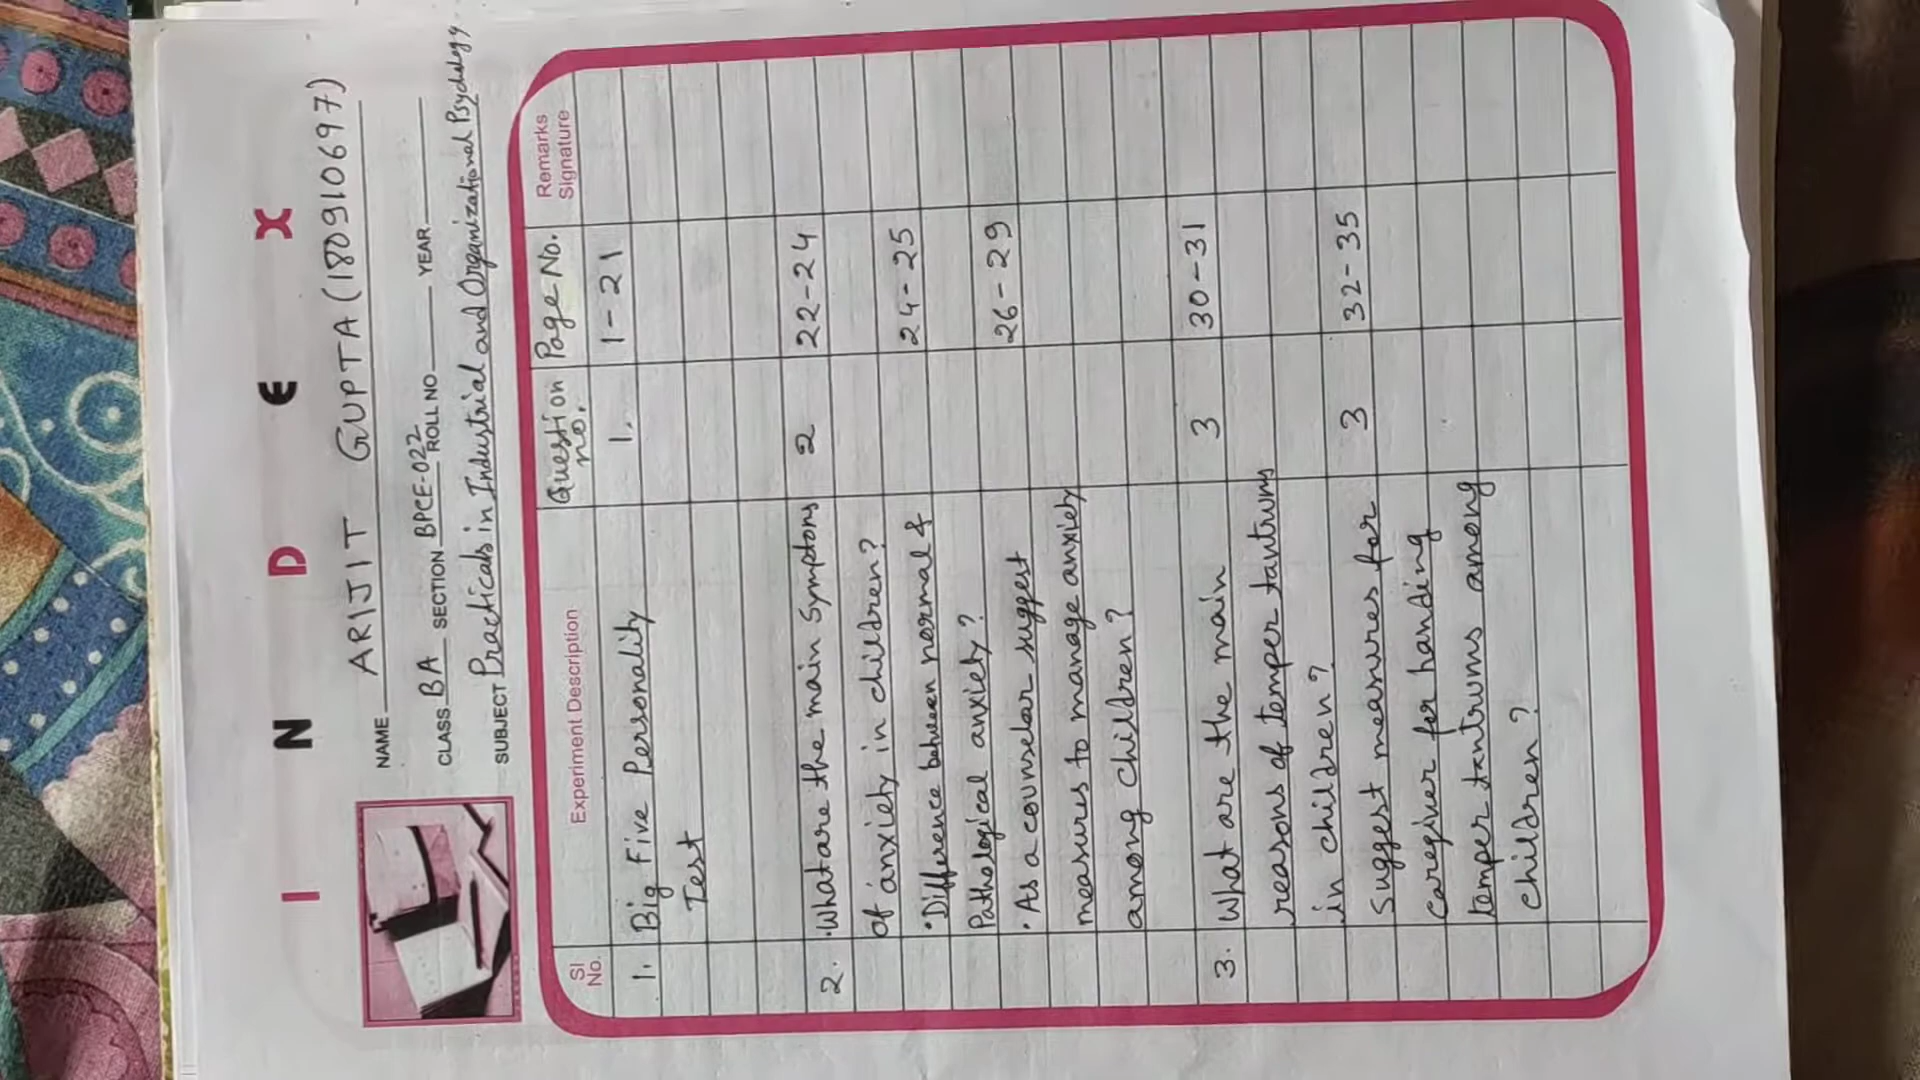 INDEX
NAME ARIJIT GUPTA (180910697)
CLASS BA SECTION BPCE-022 ROLL NO YEAR
SUBJECT Practicals in Industrial and Organizational Psychology
SI No. Experiment Description Question no. Page No. Remarks Signature
1. Big Five Personality 1. 1-21
Test
2. •What are the main Symptons 2 22-24
of anxiety in children?
•Difference between normal & 24-25
Pathological anxiety?
•As a counselor suggest 26-29
measures to manage anxiety
among children?
3. What are the main 3 30-31
reasons of temper tantrums
in children?
Suggest measures for 3 32-35
caregiver for handing
temper tantrums among
children?